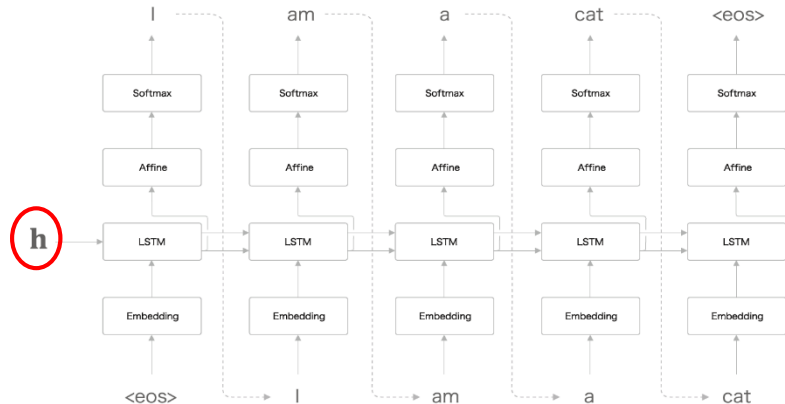 I am a cat <eos>
Softmax Softmax Softmax Softmax Softmax
Affine Affine Affine Affine Affine
h LSTM LSTM LSTM LSTM LSTM
Embedding Embedding Embedding Embedding Embedding
<eos> I am a cat